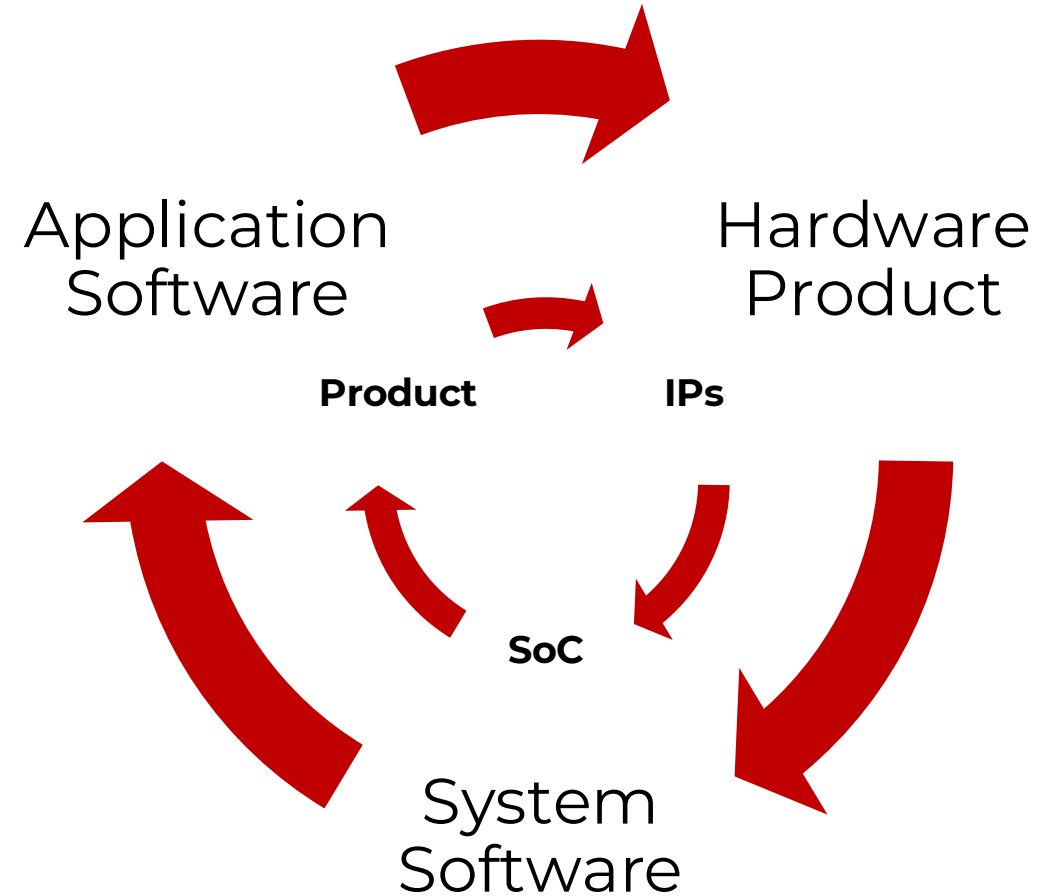 Application
Software
Hardware
Product
Product
IPs
SoC
System
Software